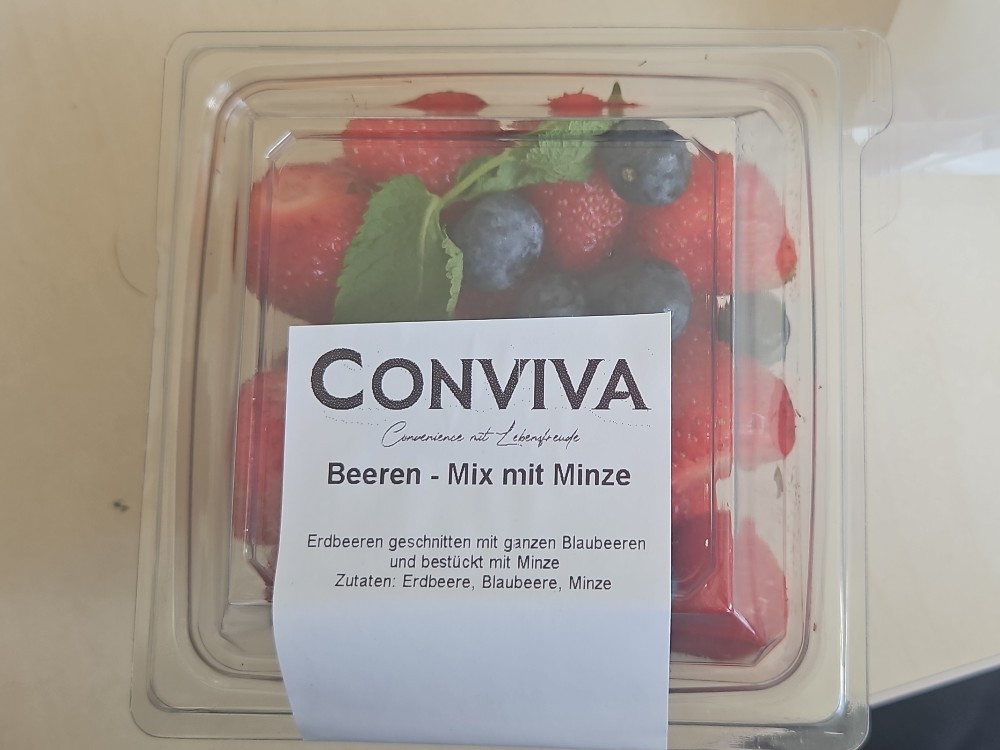 CONVIVA
Convenience mit Lebensfreude
Beeren - Mix mit Minze
Erdbeeren geschnitten mit ganzen Blaubeeren
und bestückt mit Minze
Zutaten: Erdbeere, Blaubeere, Minze